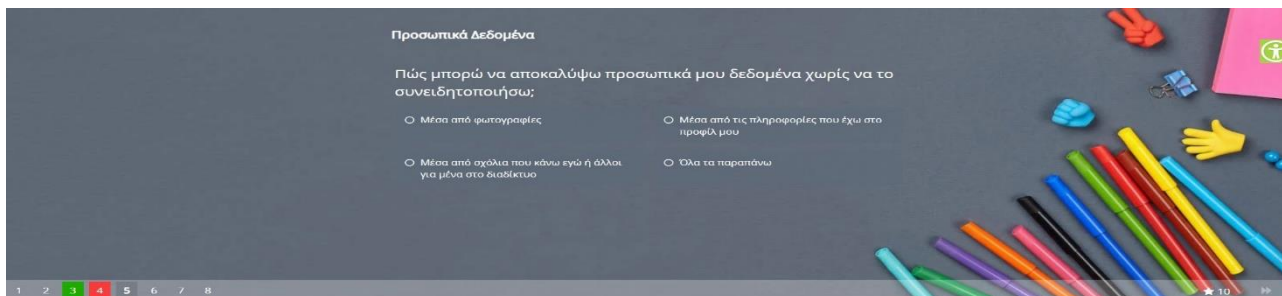 Προσωπικά Δεδομένα
Πώς μπορώ να αποκαλύψω προσωπικά μου δεδομένα χωρίς να το
συνειδητοποιήσω;
Μέσα από φωτογραφίες
Μέσα από τις πληροφορίες που έχω στο
προφίλ μου
Μέσα από σχόλια που κάνω εγώ ή άλλοι
για μένα στο διαδίκτυο
Όλα τα παραπάνω
1 2 3 4 5 6 7 8
10